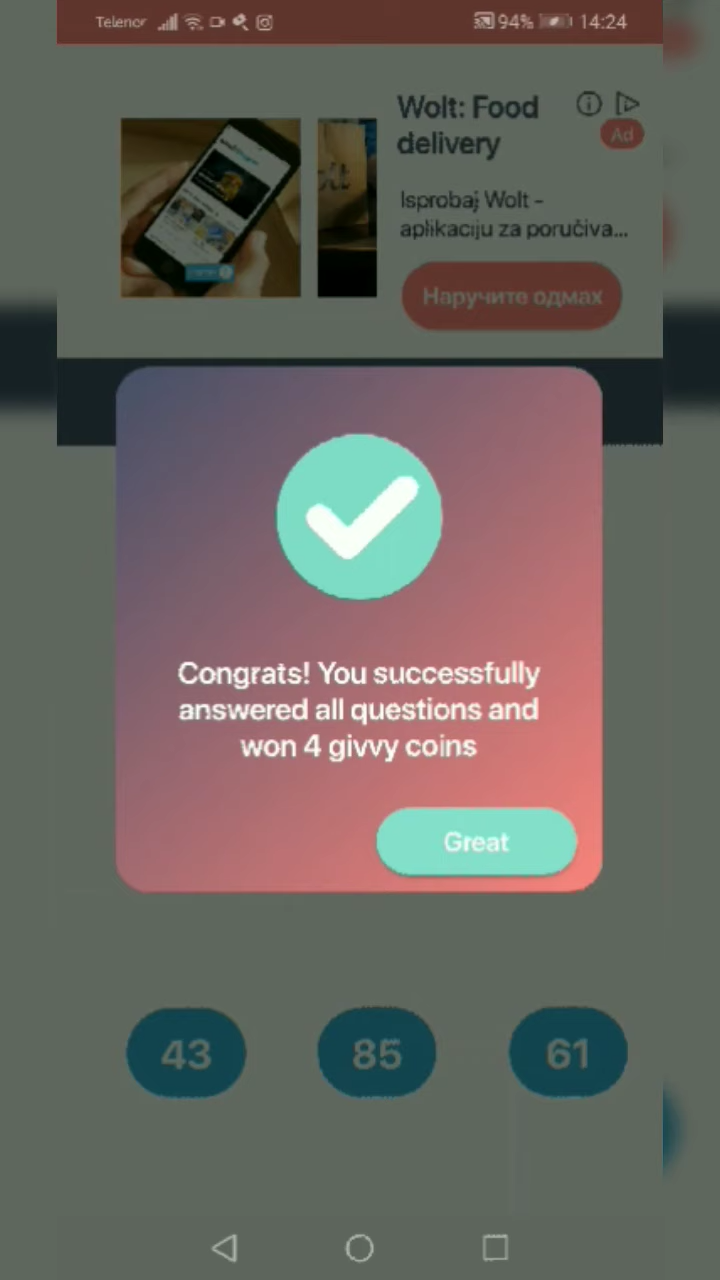 Telenor 94% 14:24
Wolt: Food
delivery
Ad
Isprobaj Wolt -
aplikaciju za poručiva...
Наручите одмах
Congrats! You successfully
answered all questions and
won 4 givvy coins
Great
43 85 61